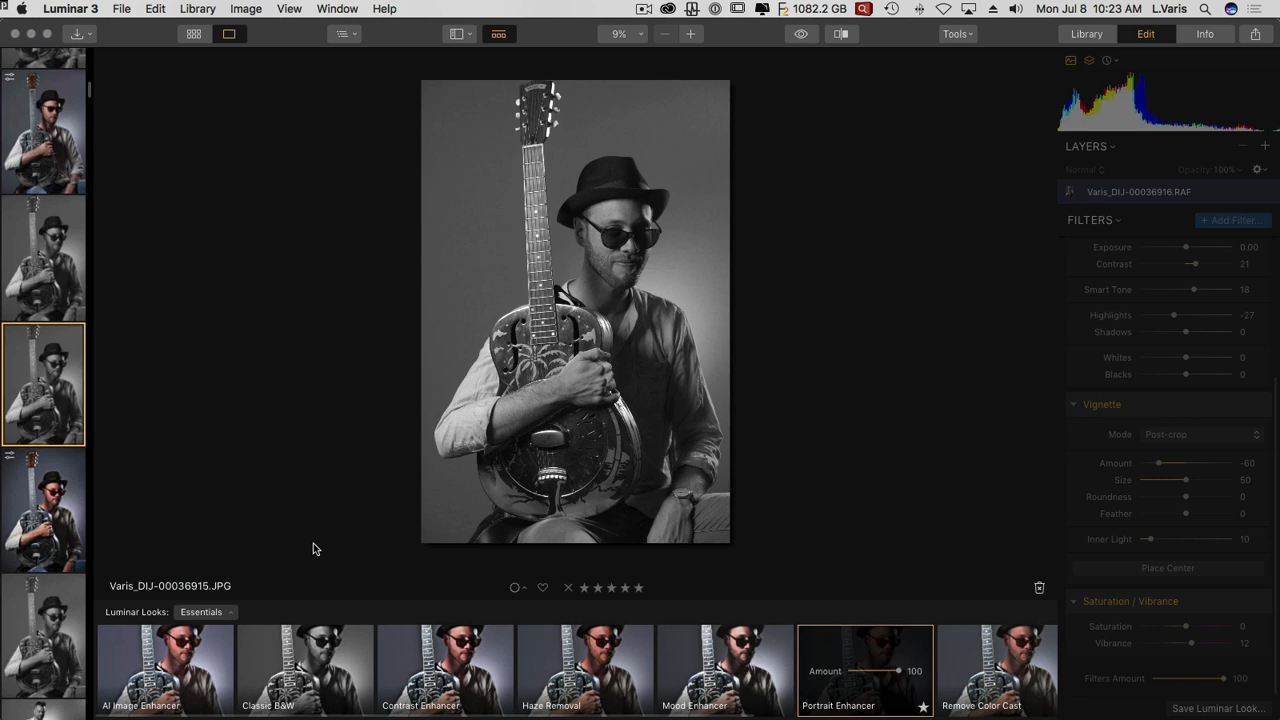 Luminar 3 File Edit Library Image View Window Help 1082.2 GB Mon Jul 8 10:23 AM L.Varis
9% Tools Library Edit Info
LAYERS
Normal Opacity: 100%
Varis_DIJ-00036916.RAF
FILTERS + Add Filter...
Exposure 0.00
Contrast 21
Smart Tone 18
Highlights -27
Shadows 0
Whites 0
Blacks 0
Vignette
Mode Post-crop
Amount -60
Size 50
Roundness 0
Feather 0
Inner Light 10
Place Center
Saturation / Vibrance
Saturation 0
Vibrance 12
Filters Amount 100
Save Luminar Look...
Varis_DIJ-00036915.JPG
Luminar Looks: Essentials
Amount 100
AI Image Enhancer Classic B&W Contrast Enhancer Haze Removal Mood Enhancer Portrait Enhancer Remove Color Cast